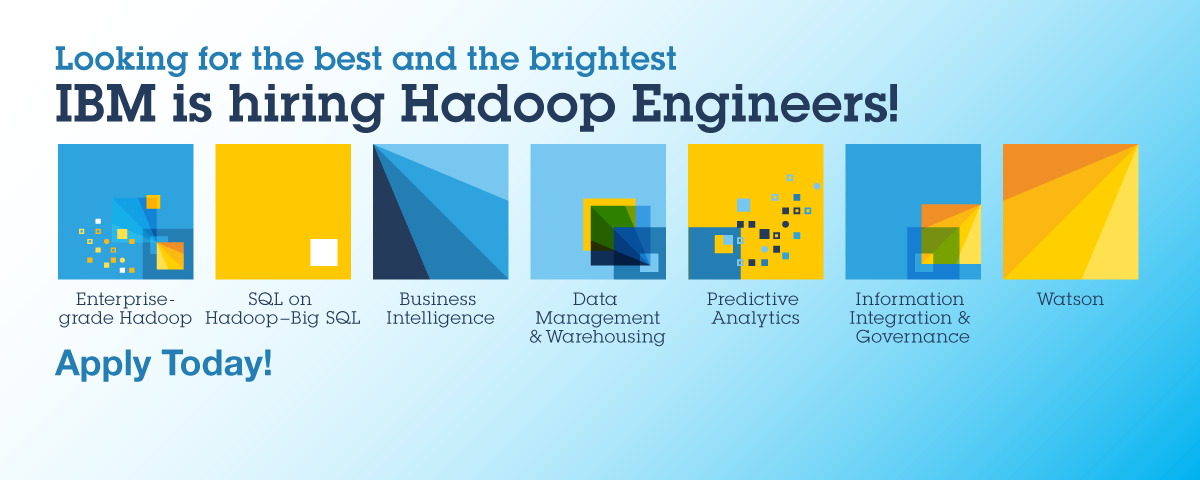 Looking for the best and the brightest
IBM is hiring Hadoop Engineers!
Enterprise-
grade Hadoop
SQL on
Hadoop–Big SQL
Business
Intelligence
Data
Management
& Warehousing
Predictive
Analytics
Information
Integration &
Governance
Watson
Apply Today!